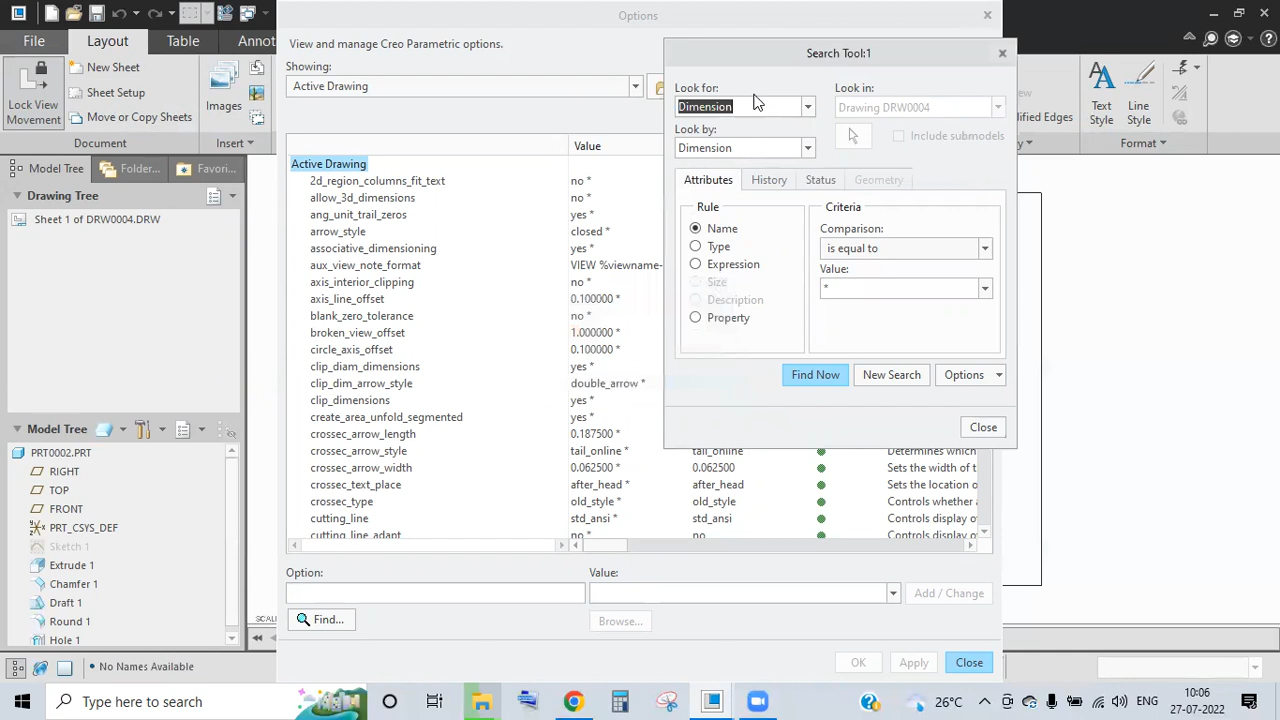 Options
View and manage Creo Parametric options.
Showing:
Active Drawing
Value
Active Drawing
2d_region_columns_fit_text no *
allow_3d_dimensions no *
ang_unit_trail_zeros yes *
arrow_style closed *
associative_dimensioning yes *
aux_view_note_format VIEW %viewname-
axis_interior_clipping no *
axis_line_offset 0.100000 *
blank_zero_tolerance no *
broken_view_offset 1.000000 *
circle_axis_offset 0.100000 *
clip_diam_dimensions yes *
clip_dim_arrow_style double_arrow *
clip_dimensions yes *
create_area_unfold_segmented yes *
crossec_arrow_length 0.187500 *
crossec_arrow_style tail_online * tail_online Determines which
crossec_arrow_width 0.062500 * 0.062500 Sets the width of t
crossec_text_place after_head * after_head Sets the location o
crossec_type old_style * old_style Controls whether a
cutting_line std_ansi * std_ansi Controls display o
cutting_line_adapt no * no Controls display o
Option:
Value:
Add / Change
Find...
Browse...
OK
Apply
Close
Search Tool:1
Look for:
Dimension
Look in:
Drawing DRW0004
Look by:
Dimension
Include submodels
Attributes
History
Status
Geometry
Rule
Name
Type
Expression
Size
Description
Property
Criteria
Comparison:
is equal to
Value:
*
Find Now
New Search
Options
Close
File
Layout
Table
Annot
Lock View
Movement
New Sheet
Sheet Setup
Document
Images
Insert
Text
Style
Line
Style
Format
Model Tree
Folder...
Favori...
Drawing Tree
Sheet 1 of DRW0004.DRW
Model Tree
PRT0002.PRT
RIGHT
TOP
FRONT
PRT_CSYS_DEF
Sketch 1
Extrude 1
Chamfer 1
Draft 1
Round 1
Hole 1
SCALE
No Names Available
Type here to search
26°C
ENG
10:06
27-07-2022